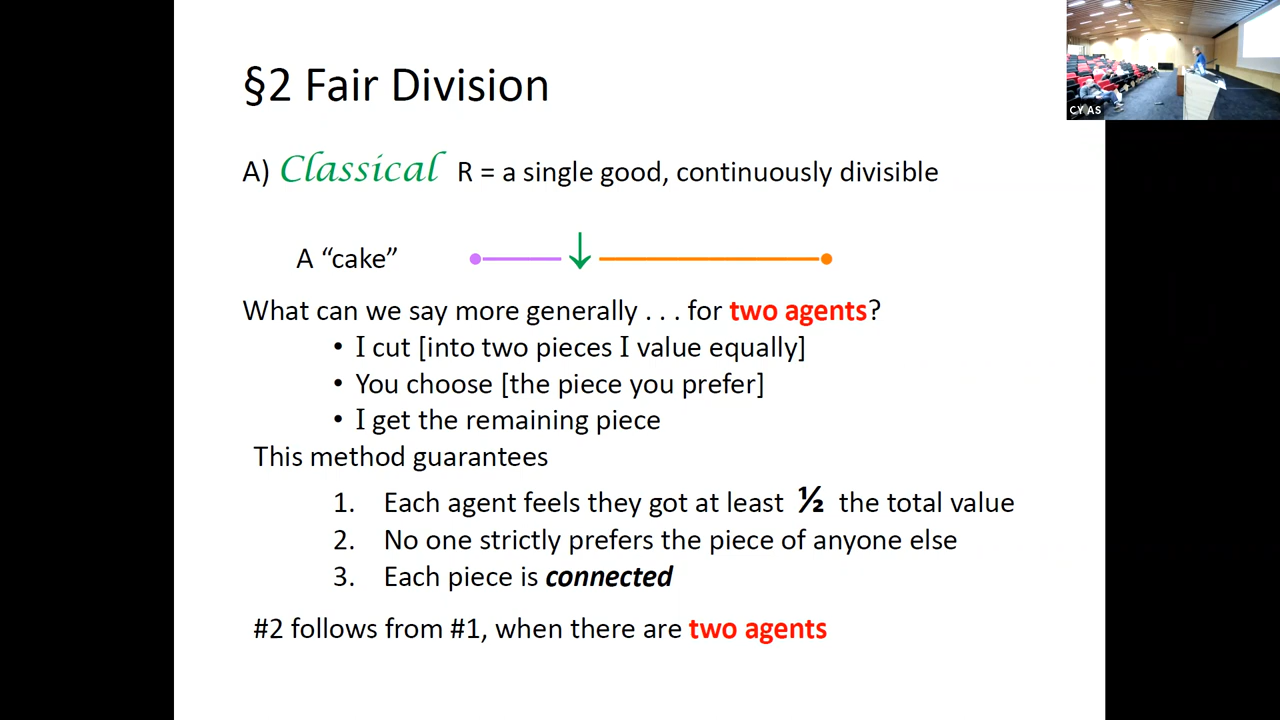 §2 Fair Division
CY AS
A) Classical R = a single good, continuously divisible
A “cake”
What can we say more generally . . . for two agents?
• I cut [into two pieces I value equally]
• You choose [the piece you prefer]
• I get the remaining piece
This method guarantees
1. Each agent feels they got at least ½ the total value
2. No one strictly prefers the piece of anyone else
3. Each piece is connected
#2 follows from #1, when there are two agents